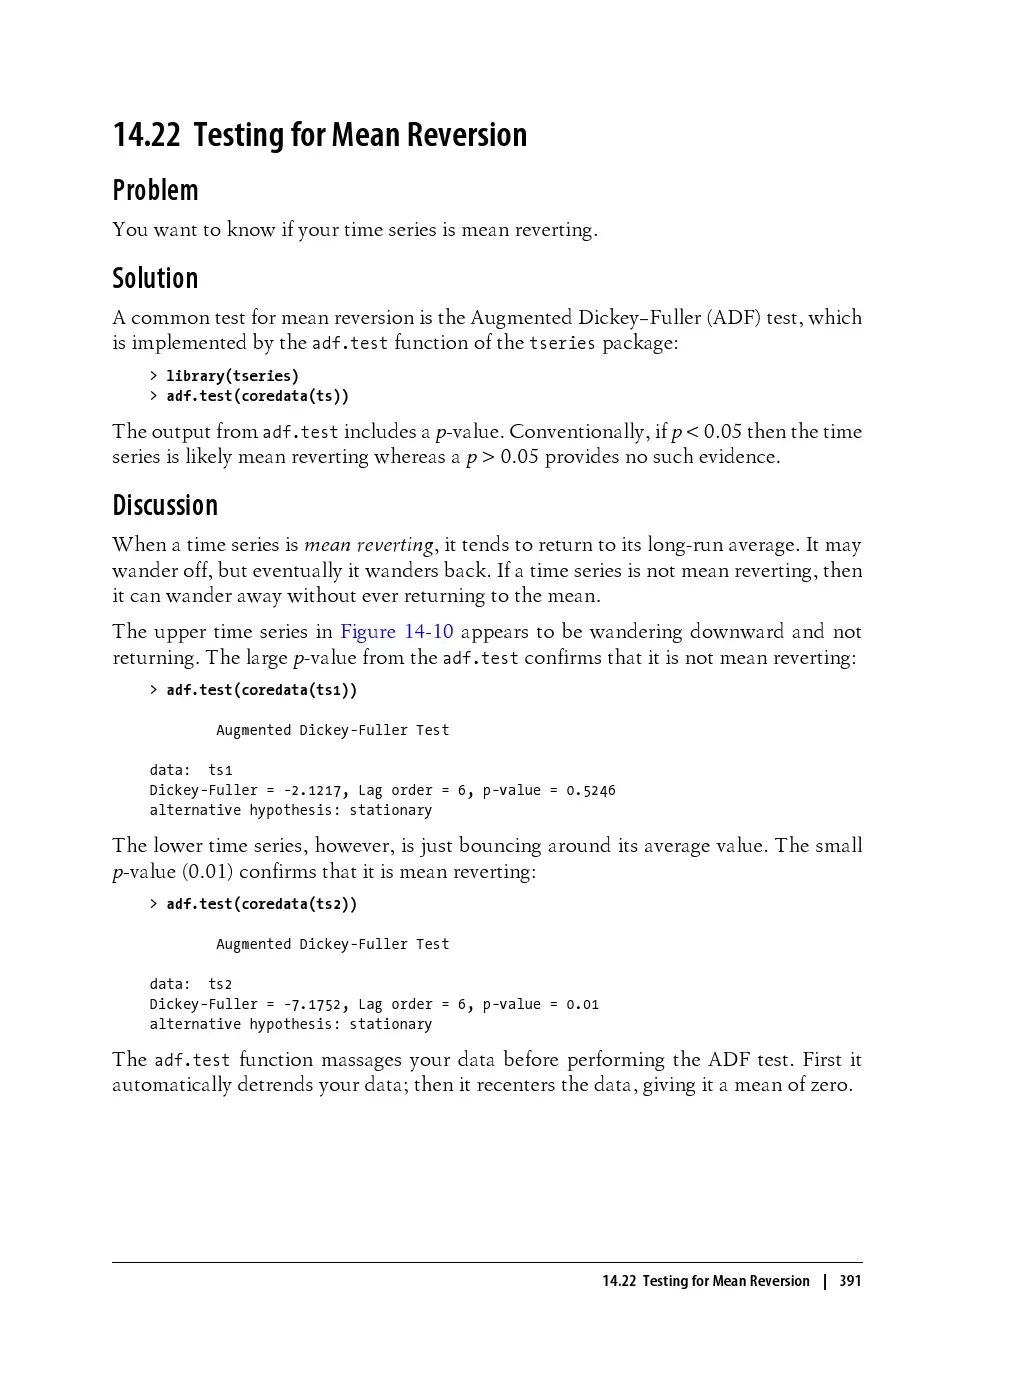 14.22 Testing for Mean Reversion
Problem
You want to know if your time series is mean reverting.
Solution
A common test for mean reversion is the Augmented Dickey–Fuller (ADF) test, which
is implemented by the adf.test function of the tseries package:
> library(tseries)
> adf.test(coredata(ts))
The output from adf.test includes a p-value. Conventionally, if p < 0.05 then the time
series is likely mean reverting whereas a p > 0.05 provides no such evidence.
Discussion
When a time series is mean reverting, it tends to return to its long-run average. It may
wander off, but eventually it wanders back. If a time series is not mean reverting, then
it can wander away without ever returning to the mean.
The upper time series in Figure 14-10 appears to be wandering downward and not
returning. The large p-value from the adf.test confirms that it is not mean reverting:
> adf.test(coredata(ts1))
Augmented Dickey-Fuller Test
data:  ts1
Dickey-Fuller = -2.1217, Lag order = 6, p-value = 0.5246
alternative hypothesis: stationary
The lower time series, however, is just bouncing around its average value. The small
p-value (0.01) confirms that it is mean reverting:
> adf.test(coredata(ts2))
Augmented Dickey-Fuller Test
data:  ts2
Dickey-Fuller = -7.1752, Lag order = 6, p-value = 0.01
alternative hypothesis: stationary
The adf.test function massages your data before performing the ADF test. First it
automatically detrends your data; then it recenters the data, giving it a mean of zero.
14.22 Testing for Mean Reversion | 391